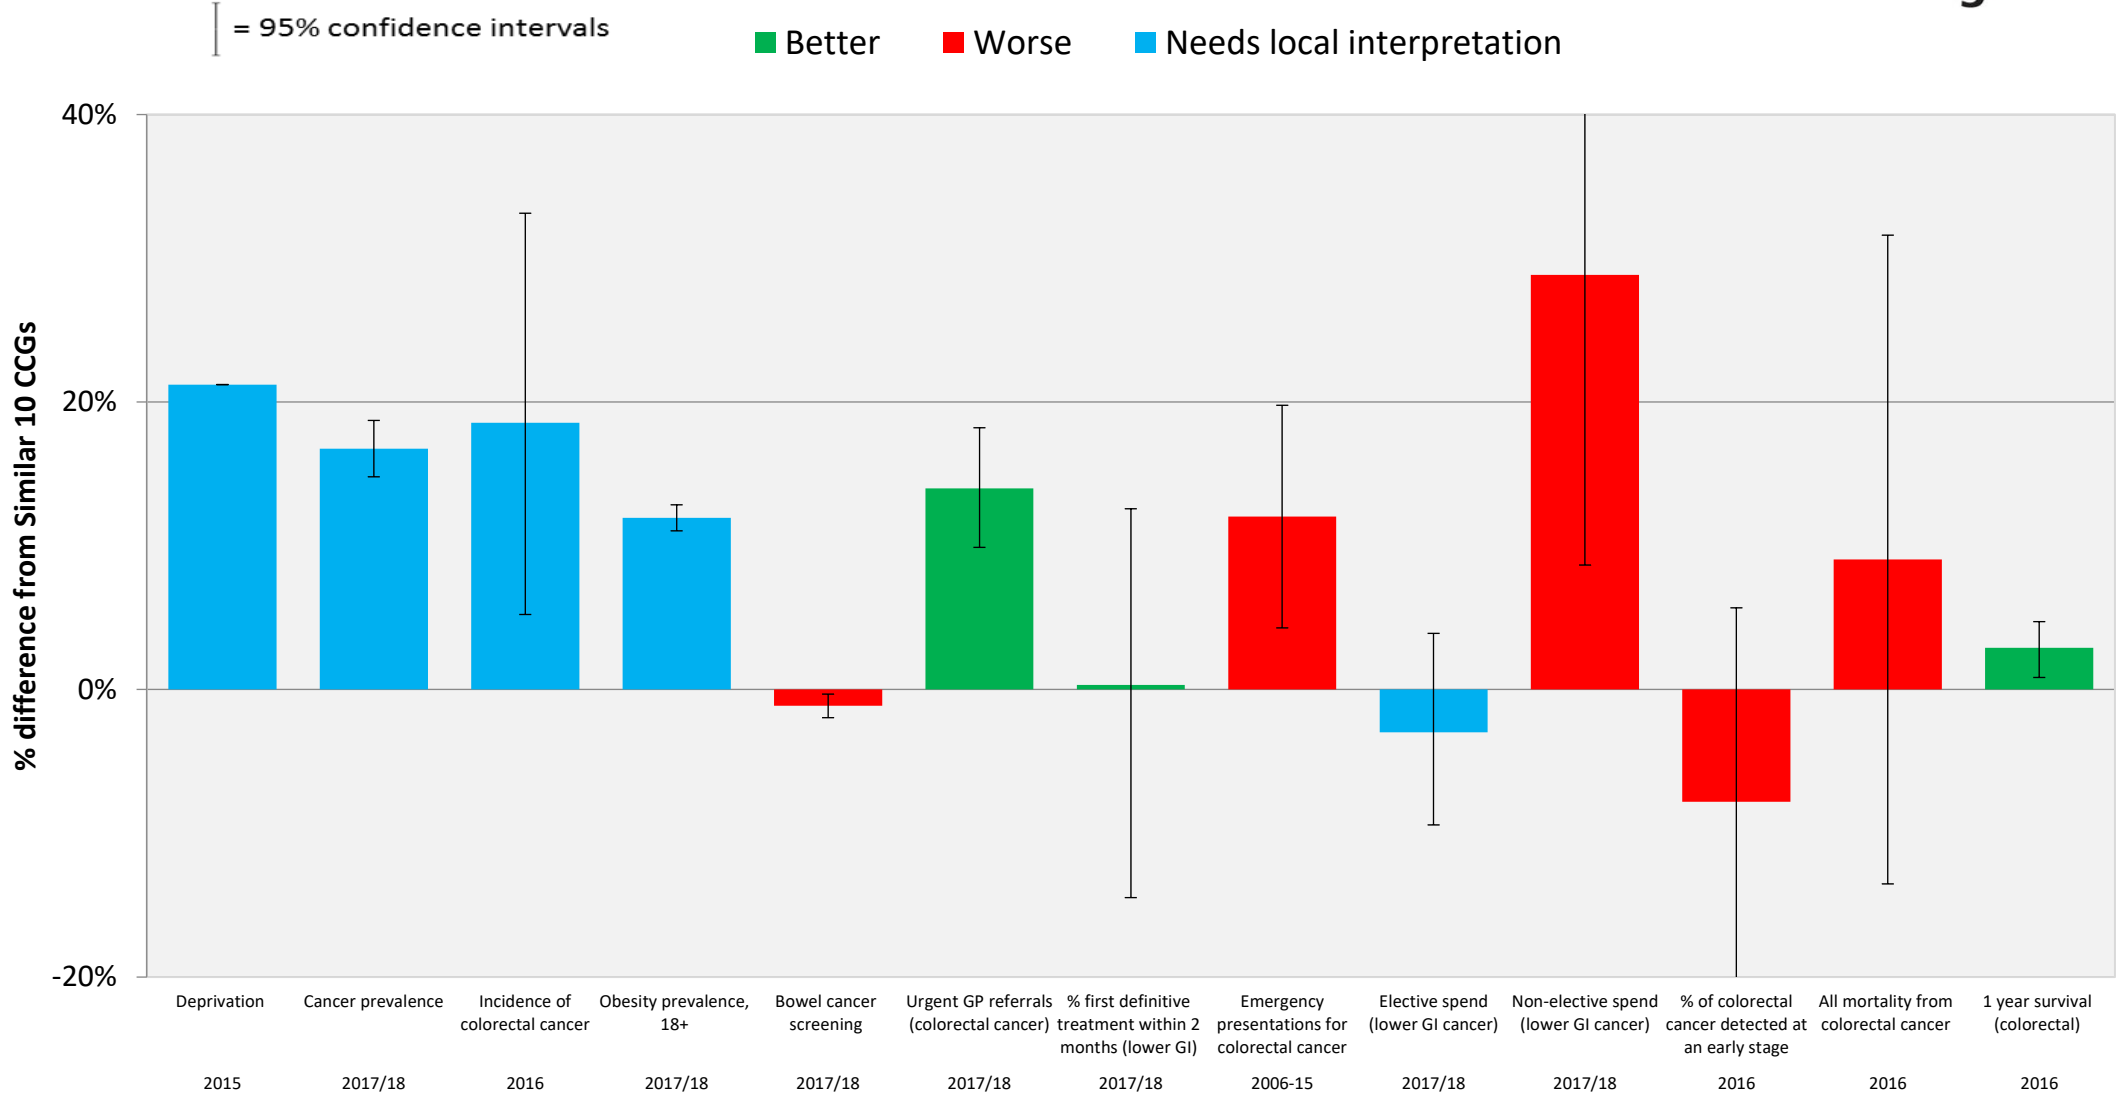 = 95% confidence intervals
Better Worse Needs local interpretation
40%
20%
0%
-20%
% difference from Similar 10 CCGs
Deprivation
2015
Cancer prevalence
2017/18
Incidence of
colorectal cancer
2016
Obesity prevalence,
18+
2017/18
Bowel cancer
screening
2017/18
Urgent GP referrals
(colorectal cancer)
2017/18
% first definitive
treatment within 2
months (lower GI)
2017/18
Emergency
presentations for
colorectal cancer
2006-15
Elective spend
(lower GI cancer)
2017/18
Non-elective spend
(lower GI cancer)
2017/18
% of colorectal
cancer detected at
an early stage
2016
All mortality from
colorectal cancer
2016
1 year survival
(colorectal)
2016